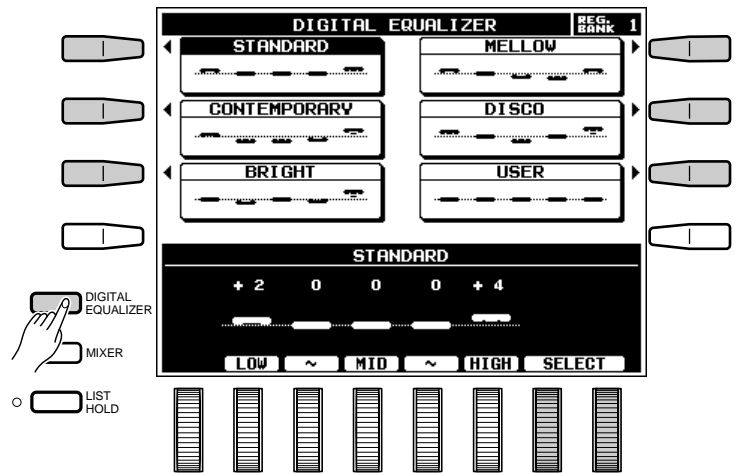 DIGITAL EQUALIZER
REG. BANK 1
STANDARD
MELLOW
CONTEMPORARY
DISCO
BRIGHT
USER
STANDARD
+ 2 0 0 0 + 4
LOW ~ MID ~ HIGH SELECT
DIGITAL
EQUALIZER
MIXER
LIST
HOLD